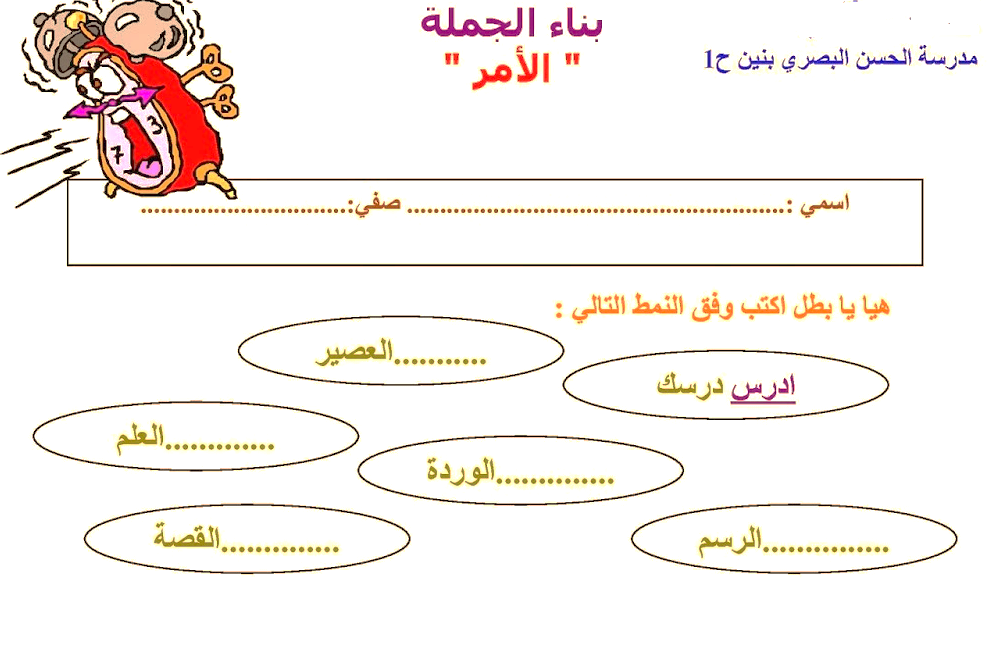 مدرسة الحسن البصري بنين ح1
بناء الجملة
" الأمر "
7 3
اسمي :......................................................... صفي:...............................
هيا يا بطل اكتب وفق النمط التالي :
...........العصير
ادرس درسك
.............العلم
..............الوردة
..............القصة
...............الرسم